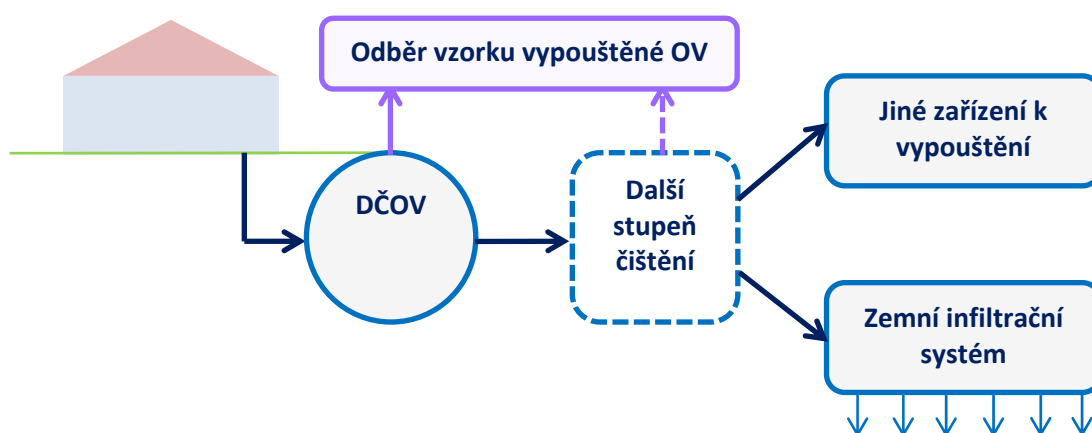 Odběr vzorku vypouštěné OV
Jiné zařízení k
vypouštění
DČOV
Další
stupeň
čištění
Zemní infiltrační
systém